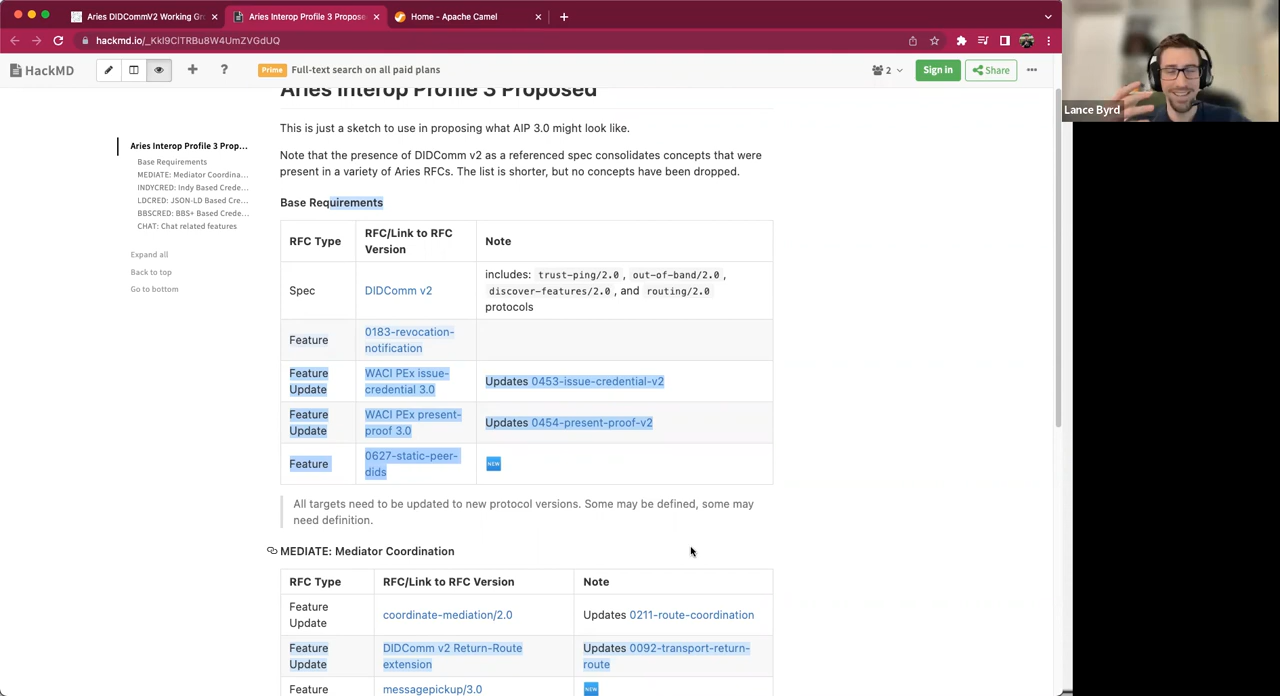 Aries DIDCommV2 Working Gr
Aries Interop Profile 3 Propose
Home - Apache Camel
hackmd.io/_KkI9ClTRBu8W4UmZVGdUQ
HackMD
Prime Full-text search on all paid plans
2
Sign in
Share
Aries Interop Profile 3 Proposed
This is just a sketch to use in proposing what AIP 3.0 might look like.
Note that the presence of DIDComm v2 as a referenced spec consolidates concepts that were
present in a variety of Aries RFCs. The list is shorter, but no concepts have been dropped.
Aries Interop Profile 3 Prop...
Base Requirements
MEDIATE: Mediator Coordina...
INDYCRED: Indy Based Crede...
LDCRED: JSON-LD Based Cre...
BBSCRED: BBS+ Based Crede...
CHAT: Chat related features
Expand all
Back to top
Go to bottom
Base Requirements
RFC Type
RFC/Link to RFC
Version
Note
Spec
DIDComm v2
includes: trust-ping/2.0 , out-of-band/2.0 ,
discover-features/2.0 , and routing/2.0
protocols
Feature
0183-revocation-
notification
Feature
Update
WACI PEx issue-
credential 3.0
Updates 0453-issue-credential-v2
Feature
Update
WACI PEx present-
proof 3.0
Updates 0454-present-proof-v2
Feature
0627-static-peer-
dids
NEW
All targets need to be updated to new protocol versions. Some may be defined, some may
need definition.
MEDIATE: Mediator Coordination
RFC Type
RFC/Link to RFC Version
Note
Feature
Update
coordinate-mediation/2.0
Updates 0211-route-coordination
Feature
Update
DIDComm v2 Return-Route
extension
Updates 0092-transport-return-
route
Feature
messagepickup/3.0
NEW
Lance Byrd